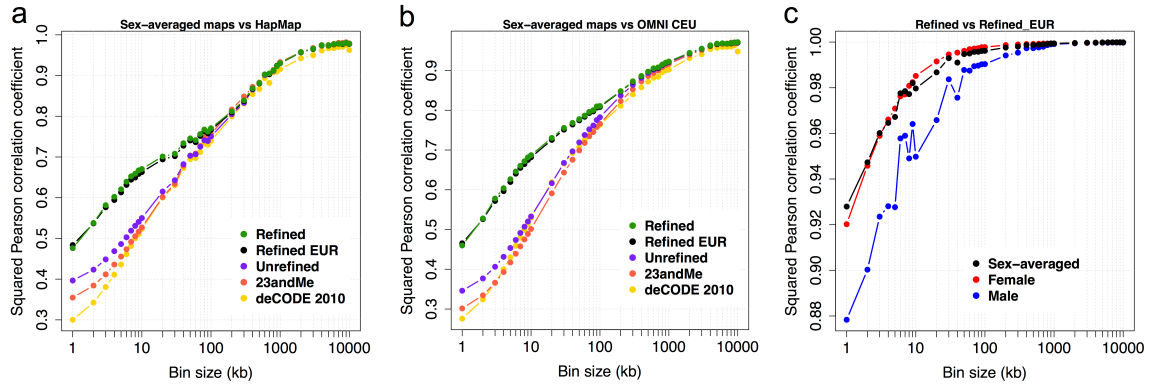 a
Sex−averaged maps vs HapMap
Squared Pearson correlation coefficient
1.0
0.9
0.8
0.7
0.6
0.5
0.4
0.3
Refined
Refined EUR
Unrefined
23andMe
deCODE 2010
1
10
100
1000
10000
Bin size (kb)
b
Sex−averaged maps vs OMNI CEU
Squared Pearson correlation coefficient
0.9
0.8
0.7
0.6
0.5
0.4
0.3
Refined
Refined EUR
Unrefined
23andMe
deCODE 2010
1
10
100
1000
10000
Bin size (kb)
c
Refined vs Refined_EUR
Squared Pearson correlation coefficient
1.00
0.98
0.96
0.94
0.92
0.90
0.88
Sex−averaged
Female
Male
1
10
100
1000
10000
Bin size (kb)